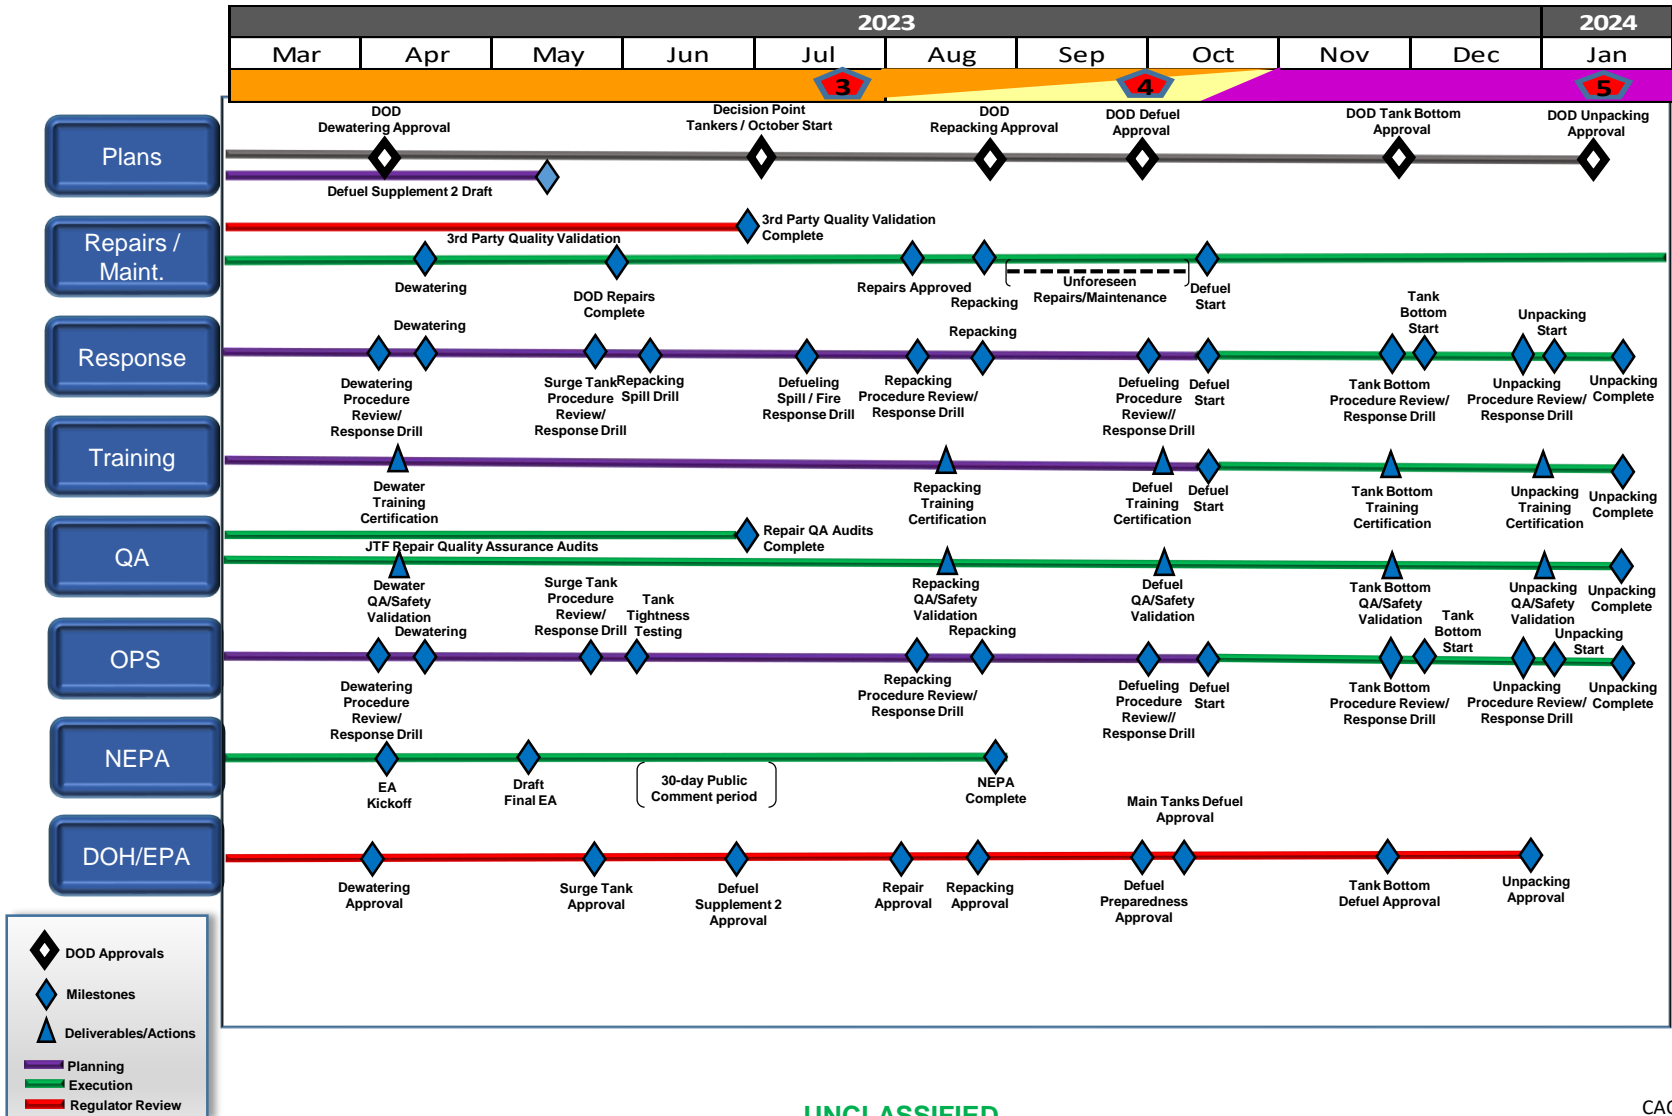 2023
2024
Mar
Apr
May
Jun
Jul
Aug
Sep
Oct
Nov
Dec
Jan
3
4
5
Plans
DOD
Dewatering Approval
Decision Point
Tankers / October Start
DOD
Repacking Approval
DOD Defuel
Approval
DOD Tank Bottom
Approval
DOD Unpacking
Approval
Defuel Supplement 2 Draft
Repairs /
Maint.
3rd Party Quality Validation
Complete
3rd Party Quality Validation
Dewatering
DOD Repairs
Complete
Repairs Approved
Repacking
Unforeseen
Repairs/Maintenance
Defuel
Start
Response
Dewatering
Repacking
Tank
Bottom
Start
Unpacking
Start
Dewatering
Procedure
Review/
Response Drill
Surge Tank
Procedure
Review/
Response Drill
Repacking
Spill Drill
Defueling
Spill / Fire
Response Drill
Repacking
Procedure Review/
Response Drill
Defueling
Procedure
Review//
Response Drill
Defuel
Start
Tank Bottom
Procedure Review/
Response Drill
Unpacking
Procedure Review/
Response Drill
Unpacking
Complete
Training
Dewater
Training
Certification
Repacking
Training
Certification
Defuel
Training
Certification
Defuel
Start
Tank Bottom
Training
Certification
Unpacking
Training
Certification
Unpacking
Complete
QA
Repair QA Audits
Complete
JTF Repair Quality Assurance Audits
Dewater
QA/Safety
Validation
Repacking
QA/Safety
Validation
Defuel
QA/Safety
Validation
Tank Bottom
QA/Safety
Validation
Unpacking
QA/Safety
Validation
Unpacking
Complete
OPS
Dewatering
Surge Tank
Procedure
Review/
Response Drill
Tank
Tightness
Testing
Repacking
Tank
Bottom
Start
Unpacking
Start
Dewatering
Procedure
Review/
Response Drill
Repacking
Procedure Review/
Response Drill
Defueling
Procedure
Review//
Response Drill
Defuel
Start
Tank Bottom
Procedure Review/
Response Drill
Unpacking
Procedure Review/
Response Drill
Unpacking
Complete
NEPA
EA
Kickoff
Draft
Final EA
30-day Public
Comment period
NEPA
Complete
DOH/EPA
Main Tanks Defuel
Approval
Dewatering
Approval
Surge Tank
Approval
Defuel
Supplement 2
Approval
Repair
Approval
Repacking
Approval
Defuel
Preparedness
Approval
Tank Bottom
Defuel Approval
Unpacking
Approval
DOD Approvals
Milestones
Deliverables/Actions
Planning
Execution
Regulator Review
UNCLASSIFIED